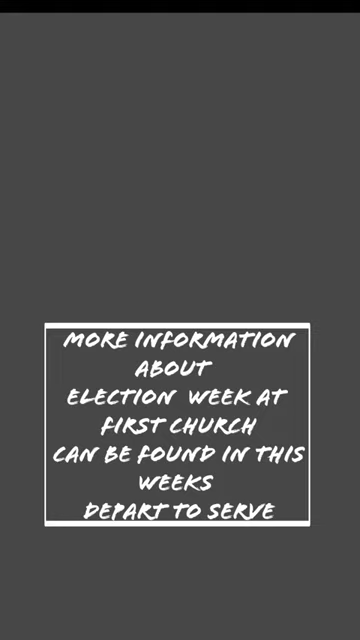 MORE INFORMATION
ABOUT
ELECTION WEEK AT
FIRST CHURCH
CAN BE FOUND IN THIS
WEEKS
DEPART TO SERVE